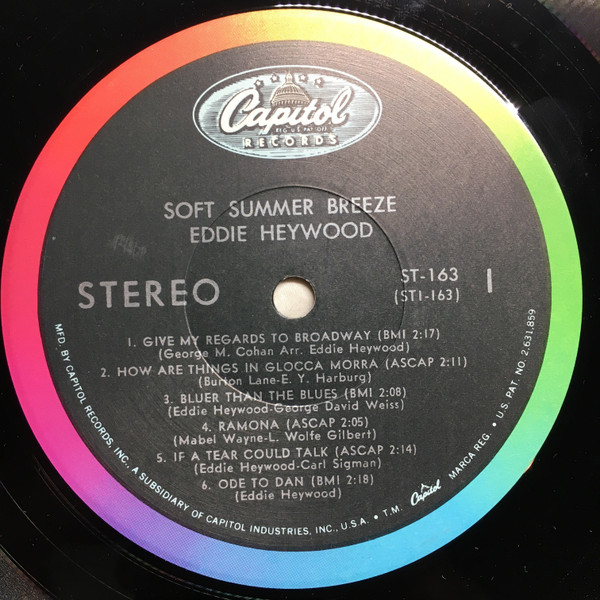 Capitol
REG. U.S. PAT. OFF.
RECORDS
SOFT SUMMER BREEZE
EDDIE HEYWOOD
STEREO
ST-163
(ST1-163)
1
1. GIVE MY REGARDS TO BROADWAY (BMI 2:17)
(George M. Cohan Arr. Eddie Heywood)
2. HOW ARE THINGS IN GLOCCA MORRA (ASCAP 2:11)
(Burton Lane-E. Y. Harburg)
3. BLUER THAN THE BLUES (BMI 2:08)
(Eddie Heywood-George David Weiss)
4. RAMONA (ASCAP 2:05)
(Mabel Wayne-L. Wolfe Gilbert)
5. IF A TEAR COULD TALK (ASCAP 2:14)
(Eddie Heywood-Carl Sigman)
6. ODE TO DAN (BMI 2:18)
(Eddie Heywood)
MFD. BY CAPITOL RECORDS, INC., A SUBSIDIARY OF CAPITOL INDUSTRIES, INC., U.S.A. • T.M. Capitol MARCA REG. • U.S. PAT. NO. 2,631,859